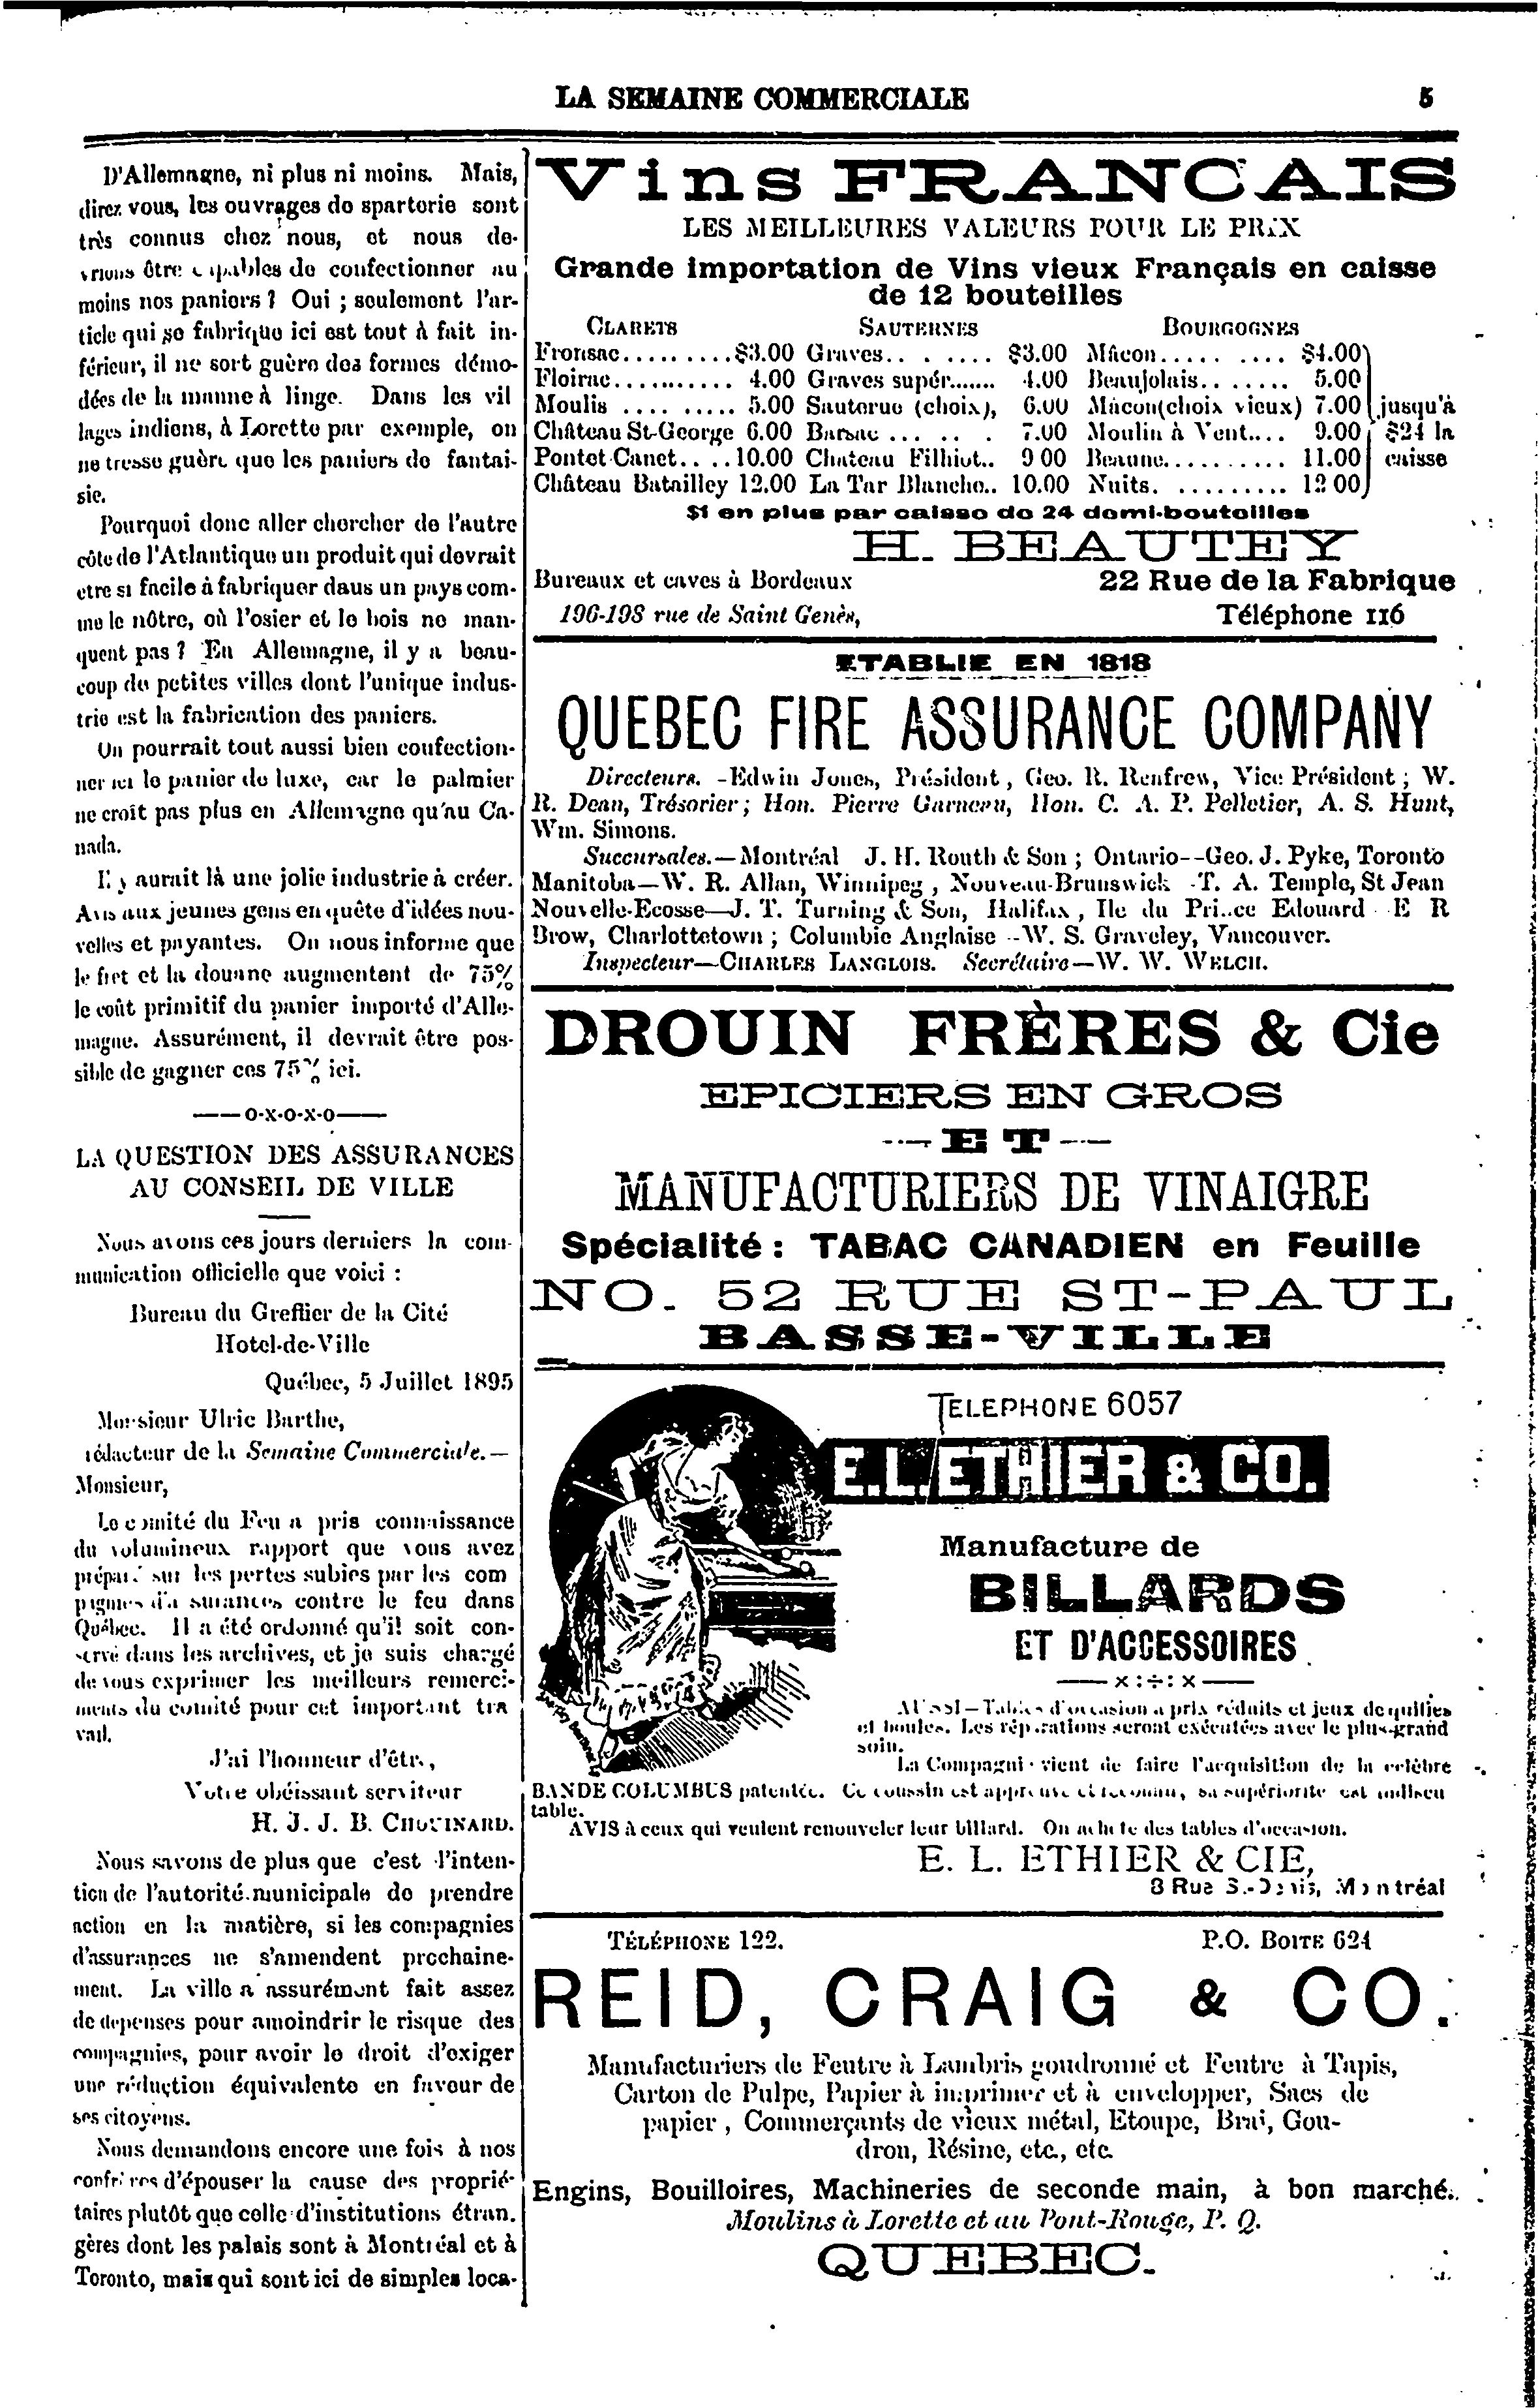 LA SEMAINE COMMERCIALE 5
D'Allemagne, ni plus ni moins. Mais,
direz vous, les ouvrages de sparterie sont
très connus chez nous, et nous de-
vrions être capables de confectionner au
moins nos paniers ? Oui ; seulement l'ar-
ticle qui se fabrique ici est tout à fait in-
férieur, il ne sort guère des formes démo-
dées de la manne à linge. Dans les vil
lages indiens, à Lorette par exemple, on
ne tresse guère que les paniers de fantai-
sie.
Pourquoi donc aller chercher de l'autre
côte de l'Atlantique un produit qui devrait
etre si facile à fabriquer daus un pays com-
me le nôtre, où l'osier et le bois ne man-
quent pas ? En Allemagne, il y a beau-
coup de petites villes dont l'unique indus-
trie est la fabrication des paniers.
On pourrait tout aussi bien confection-
ner ici le panier de luxe, car le palmier
ne croît pas plus en Allemagne qu'au Ca-
nada.
Il y aurait là une jolie industrie à créer.
Avis aux jeunes gens en quête d'idées nou-
velles et payantes. On nous informe que
le fret et la douane augmentent de 75%
le coût primitif du panier importé d'Alle-
magne. Assurément, il devrait être pos-
sible de gagner ces 75% ici.
——o-x-o-x-o——
LA QUESTION DES ASSURANCES
AU CONSEIL DE VILLE
Nous avons ces jours derniers la com-
munication officielle que voici :
Bureau du Greffier de la Cité
Hotel-de-Ville
Québec, 5 Juillet 1895
Monsieur Ulric Barthe,
rédacteur de la Semaine Commerciale.—
Monsieur,
Le comité du Feu a pris connaissance
du volumineux rapport que vous avez
préparé sur les pertes subies par les com
pagnies d'assurances contre le feu dans
Québec. Il a été ordonné qu'il soit con-
servé dans les archives, et je suis chargé
de vous exprimer les meilleurs remerci-
ments du comité pour cet important tra
vail.
J'ai l'honneur d'être,
Votre obéissant serviteur
H. J. J. B. CHOUINARD.
Nous savons de plus que c'est l'inten-
tion de l'autorité municipale de prendre
action en la matière, si les compagnies
d'assurances ne s'amendent prochaine-
ment. La ville a assurément fait assez
de depenses pour amoindrir le risque des
compagnies, pour avoir le droit d'exiger
une réduction équivalente en faveur de
ses citoyens.
Nous demandons encore une fois à nos
confrères d'épouser la cause des proprié-
taires plutôt que celle d'institutions étran.
gères dont les palais sont à Montréal et à
Toronto, mais qui sont ici de simples loca-
Vins FRANÇAIS
LES MEILLEURES VALEURS POUR LE PRIX
Grande importation de Vins vieux Français en caisse
de 12 bouteilles
CLARETS SAUTERNES BOURGOGNES
Fronsac.........$3.00 Graves.. . .... $3.00 Mâcon..... .... $4.00
Floirac.......... 4.00 Graves supér....... 4.00 Beaujolais........ 5.00
Moulis .... ..... 5.00 Sauterne (choix), 6.00 Mâcon(choix vieux) 7.00 jusqu'à
Château St-George 6.00 Barsac ... .. . 7.00 Moulin à Vent.... 9.00 $24 la
Pontet Canet.. ..10.00 Chateau Filhiot.. 9 00 Beaune.......... 11.00 caisse
Château Batailley 12.00 La Tar Blanche.. 10.00 Nuits. ......... 12 00
$1 en plus par caisse de 24 demi-bouteilles
H. BEAUTEY
Bureaux et caves à Bordeaux 22 Rue de la Fabrique
196-198 rue de Saint Genès, Téléphone 116
ETABLIE EN 1818
QUEBEC FIRE ASSURANCE COMPANY
Directeurs. -Edwin Jones, Président, Geo. R. Renfrew, Vice Président ; W.
R. Dean, Trésorier ; Hon. Pierre Garneau, Hon. C. A. P. Pelletier, A. S. Hunt,
Wm. Simons.
Succursales.—Montréal J. H. Routh & Son ; Ontario--Geo. J. Pyke, Toronto
Manitoba—W. R. Allan, Winnipeg, Nouveau-Brunswick -T. A. Temple, St Jean
Nouvelle-Ecosse—J. T. Turning & Son, Halifax, Ile du Prince Edouard E R
Brow, Charlottetown ; Columbie Anglaise --W. S. Graveley, Vancouver.
Inspecteur—CHARLES LANGLOIS. Secrétaire—W. W. WELCH.
DROUIN FRÈRES & Cie
EPICIERS EN GROS
— ET —
MANUFACTURIERS DE VINAIGRE
Spécialité : TABAC CANADIEN en Feuille
NO. 52 RUE ST-PAUL
BASSE-VILLE
TELEPHONE 6057
E.L. ETHIER & CO.
Manufacture de
BILLARDS
ET D'ACCESSOIRES
——x:÷:x——
AUSSI—Tables d'occasion a prix réduits et jeux de quilles
et boules. Les réparations seront exécutées avec le plus grand
soin.
La Compagnie vient de faire l'acquisition de la celèbre
BANDE COLUMBUS patentée. Ce coussin est approuvé et reconnu, sa supériorité est indiscu
table.
AVIS à ceux qui veulent renouveler leur billard. On achète des tables d'occasion.
E. L. ETHIER & CIE,
8 Rue S.-Denis, Montréal
TÉLÉPHONE 122. P.O. BOITE 624
REID, CRAIG & CO.
Manufacturiers de Feutre à Lambris goudronné et Feutre à Tapis,
Carton de Pulpe, Papier à imprimer et à envelopper, Sacs de
papier, Commerçants de vieux métal, Etoupe, Brai, Gou-
dron, Résine, etc., etc.
Engins, Bouilloires, Machineries de seconde main, à bon marché.
Moulins à Lorette et au Pont-Rouge, P. Q.
QUEBEC.